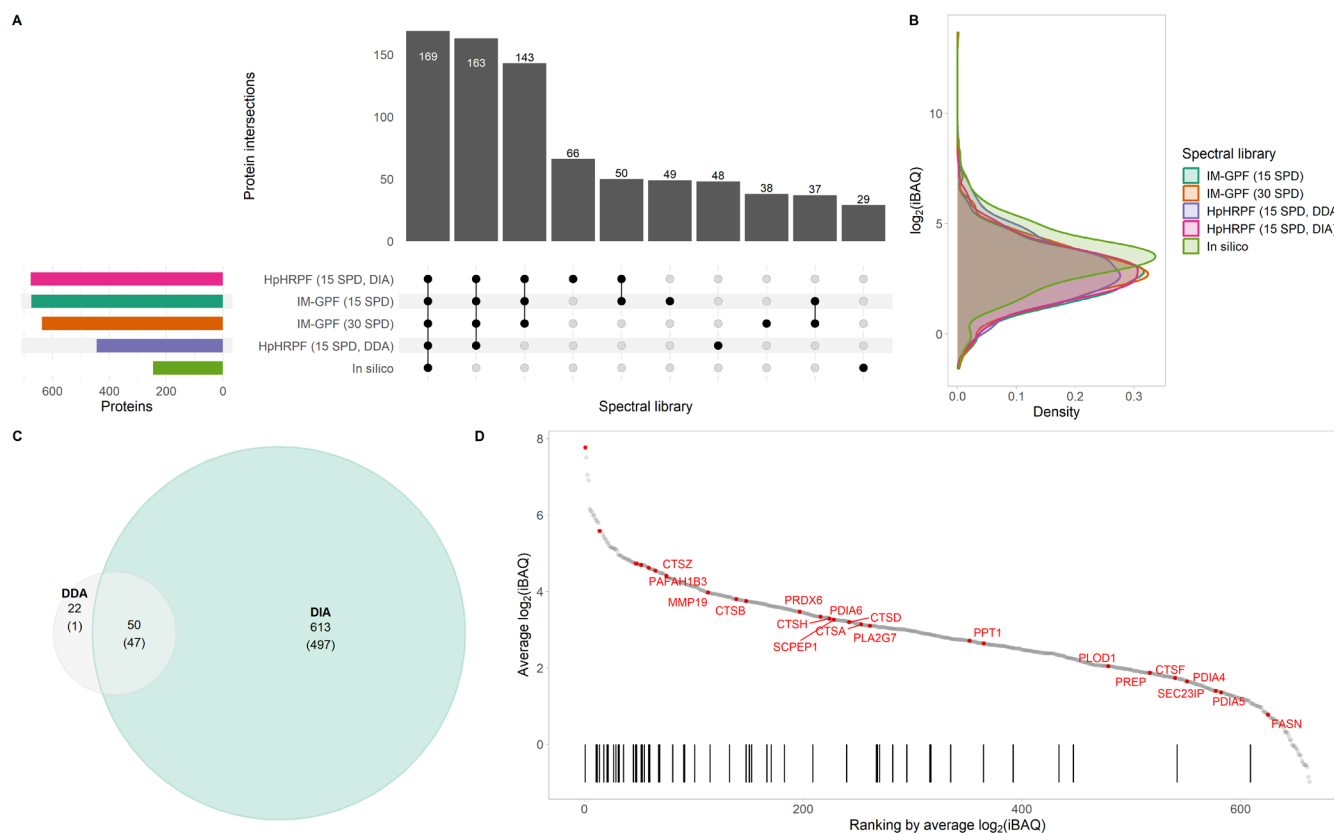 A
Protein intersections
150
100
50
0
169
163
143
66
50
49
48
38
37
29
HpHRPF (15 SPD, DIA)
IM-GPF (15 SPD)
IM-GPF (30 SPD)
HpHRPF (15 SPD, DDA)
In silico
600 400 200 0
Proteins
Spectral library
B
log2(iBAQ)
10
5
0
0.0 0.1 0.2 0.3
Density
Spectral library
IM-GPF (15 SPD)
IM-GPF (30 SPD)
HpHRPF (15 SPD, DDA)
HpHRPF (15 SPD, DIA)
In silico
C
DDA
22
(1)
50
(47)
DIA
613
(497)
D
Average log2(iBAQ)
8
6
4
2
0
CTSZ
PAFAH1B3
MMP19
CTSB
PRDX6
CTSH
PDIA6
CTSD
CTSA
PLA2G7
SCPEP1
PPT1
PLOD1
CTSF
PREP
PDIA4
SEC23IP
PDIA5
FASN
0 200 400 600
Ranking by average log2(iBAQ)